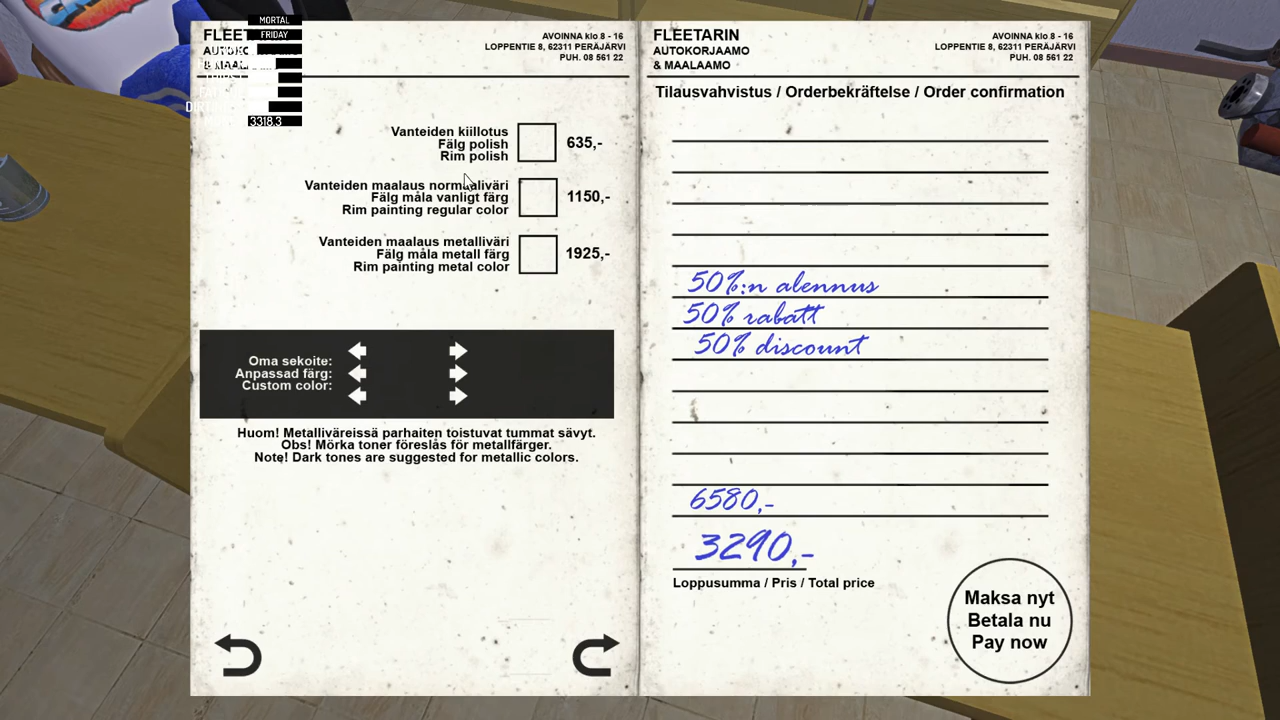 MORTAL
FRIDAY
3318.3
FLEET
AUTOKO
& MAAL
AVOINNA klo 8 - 16
LOPPENTIE 8, 62311 PERÄJÄRVI
PUH. 08 561 22
Vanteiden kiillotus
Fälg polish
Rim polish
635,-
Vanteiden maalaus normaaliväri
Fälg måla vanligt färg
Rim painting regular color
1150,-
Vanteiden maalaus metalliväri
Fälg måla metall färg
Rim painting metal color
1925,-
Oma sekoite:
Anpassad färg:
Custom color:
Huom! Metalliväreissä parhaiten toistuvat tummat sävyt.
Obs! Mörka toner föreslås för metallfärger.
Note! Dark tones are suggested for metallic colors.
FLEETARIN
AUTOKORJAAMO
& MAALAAMO
AVOINNA klo 8 - 16
LOPPENTIE 8, 62311 PERÄJÄRVI
PUH. 08 561 22
Tilausvahvistus / Orderbekräftelse / Order confirmation
50%:n alennus
50% rabatt
50% discount
6580,-
3290,-
Loppusumma / Pris / Total price
Maksa nyt
Betala nu
Pay now